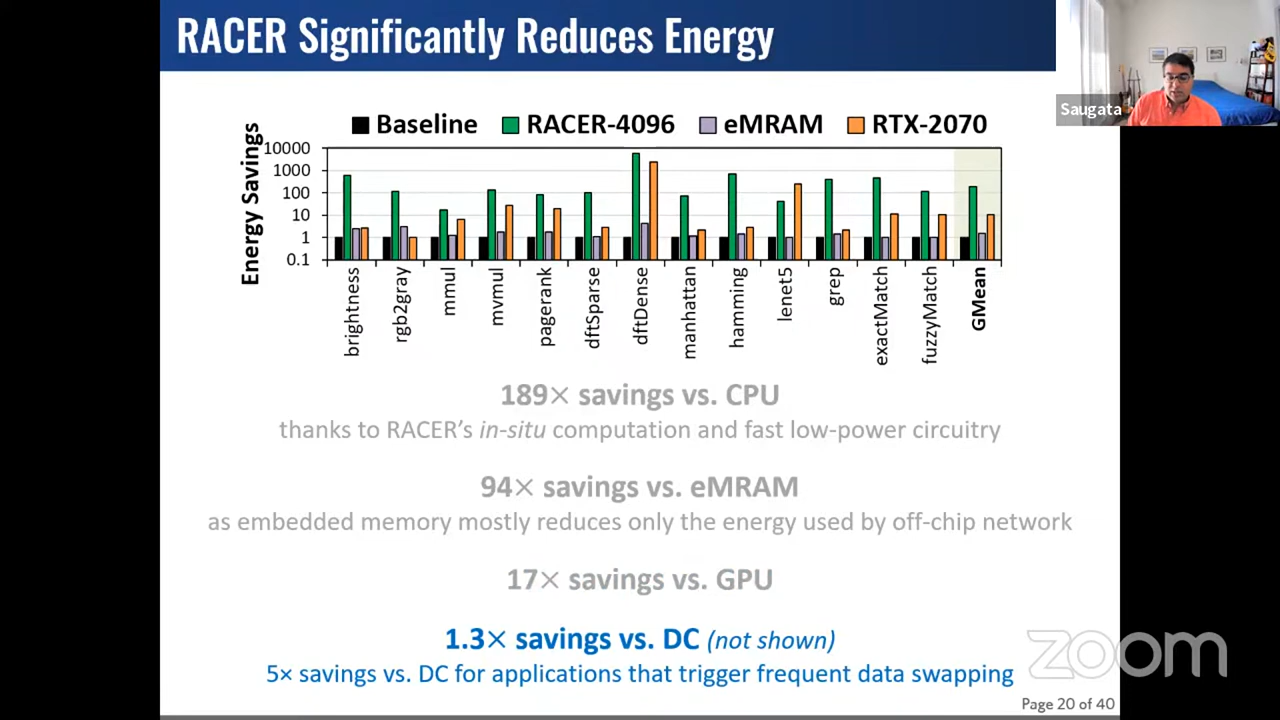 RACER Significantly Reduces Energy
Saugata
Baseline RACER-4096 eMRAM RTX-2070
Energy Savings
10000
1000
100
10
1
0.1
brightness
rgb2gray
mmul
mvmul
pagerank
dftSparse
dftDense
manhattan
hamming
lenet5
grep
exactMatch
fuzzyMatch
GMean
189× savings vs. CPU
thanks to RACER’s in-situ computation and fast low-power circuitry
94× savings vs. eMRAM
as embedded memory mostly reduces only the energy used by off-chip network
17× savings vs. GPU
1.3× savings vs. DC (not shown)
5× savings vs. DC for applications that trigger frequent data swapping
zoom
Page 20 of 40